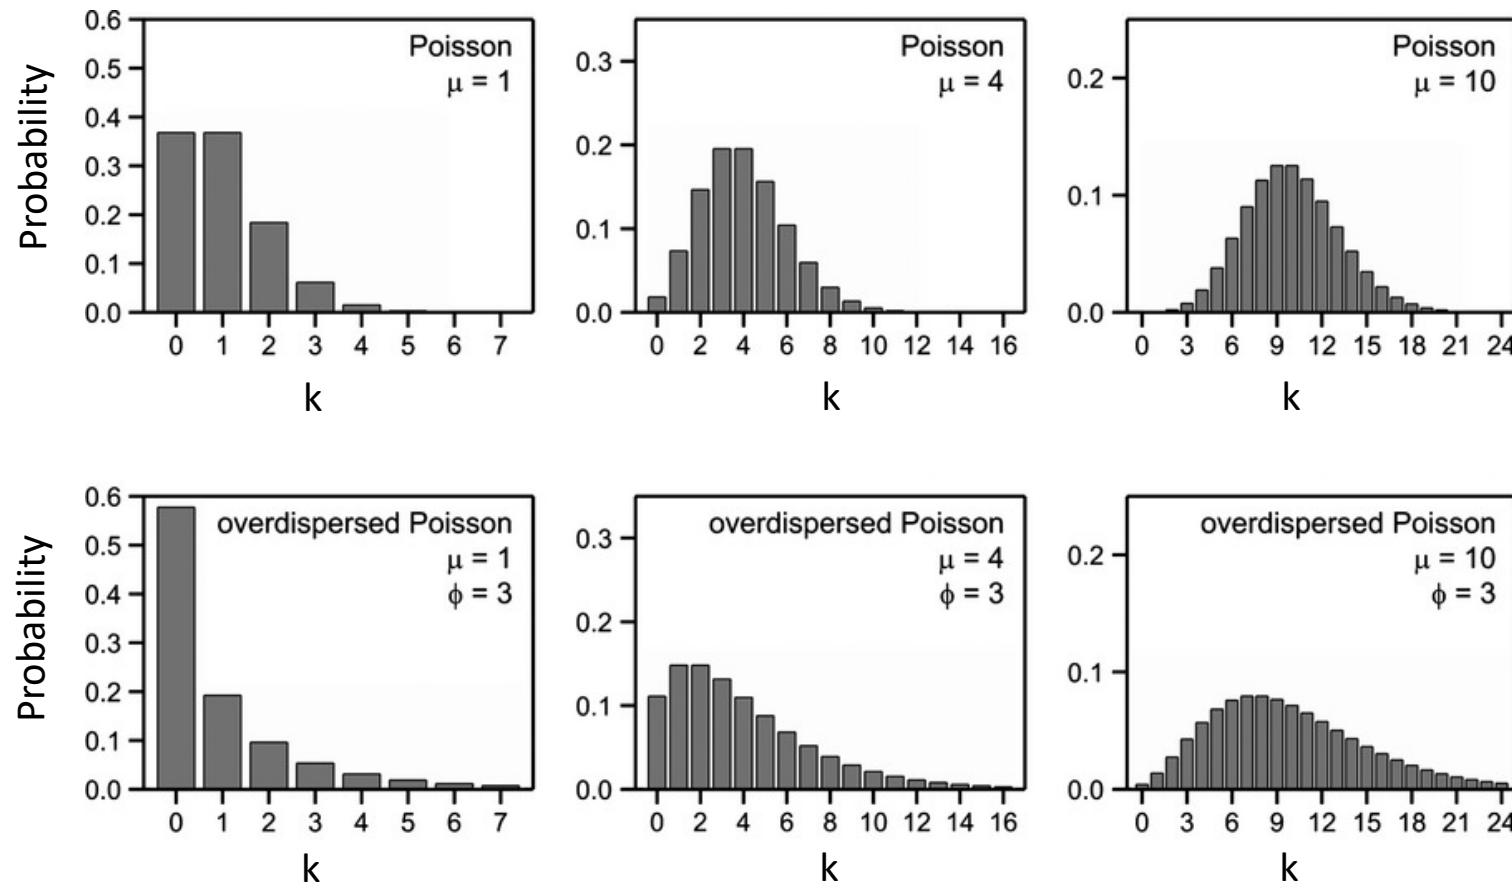 Probability
0.6
0.5
0.4
0.3
0.2
0.1
0.0
Poisson
μ = 1
0 1 2 3 4 5 6 7
k
0.3
0.2
0.1
0.0
Poisson
μ = 4
0 2 4 6 8 10 12 14 16
k
0.2
0.1
0.0
Poisson
μ = 10
0 3 6 9 12 15 18 21 24
k
Probability
0.6
0.5
0.4
0.3
0.2
0.1
0.0
overdispersed Poisson
μ = 1
ϕ = 3
0 1 2 3 4 5 6 7
k
0.3
0.2
0.1
0.0
overdispersed Poisson
μ = 4
ϕ = 3
0 2 4 6 8 10 12 14 16
k
0.2
0.1
0.0
overdispersed Poisson
μ = 10
ϕ = 3
0 3 6 9 12 15 18 21 24
k